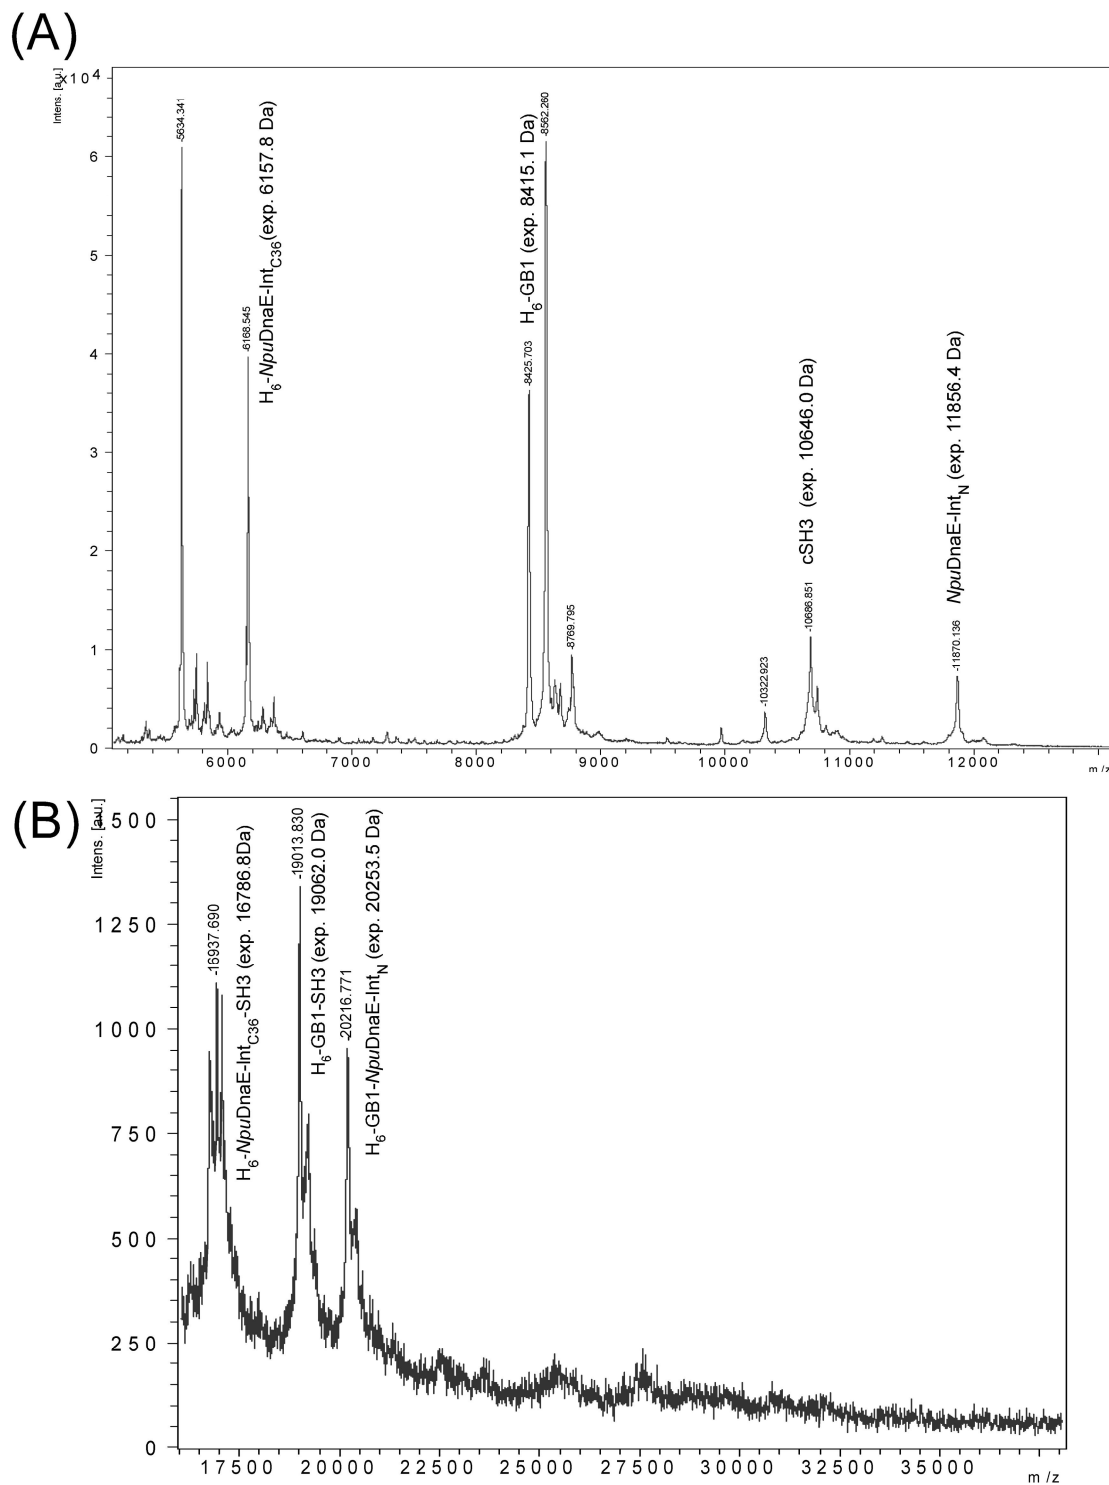 (A)
Intens. [a.u.]
x10⁴
6
5
4
3
2
1
0
-5634.341
-6168.545
H₆-NpuDnaE-Int_C36(exp. 6157.8 Da)
-8425.703
H₆-GB1 (exp. 8415.1 Da)
-8562.260
-8769.795
-10322.923
-10686.851
cSH3 (exp. 10646.0 Da)
-11870.136
NpuDnaE-Int_N (exp. 11856.4 Da)
6000 7000 8000 9000 10000 11000 12000
m/z
(B)
Intens. [a.u.]
1500
1250
1000
750
500
250
0
-16937.690
H₆-NpuDnaE-Int_C36-SH3 (exp. 16786.8Da)
-19013.830
H₆-GB1-SH3 (exp. 19062.0 Da)
-20216.771
H₆-GB1-NpuDnaE-Int_N (exp. 20253.5 Da)
17500 20000 22500 25000 27500 30000 32500 35000
m/z